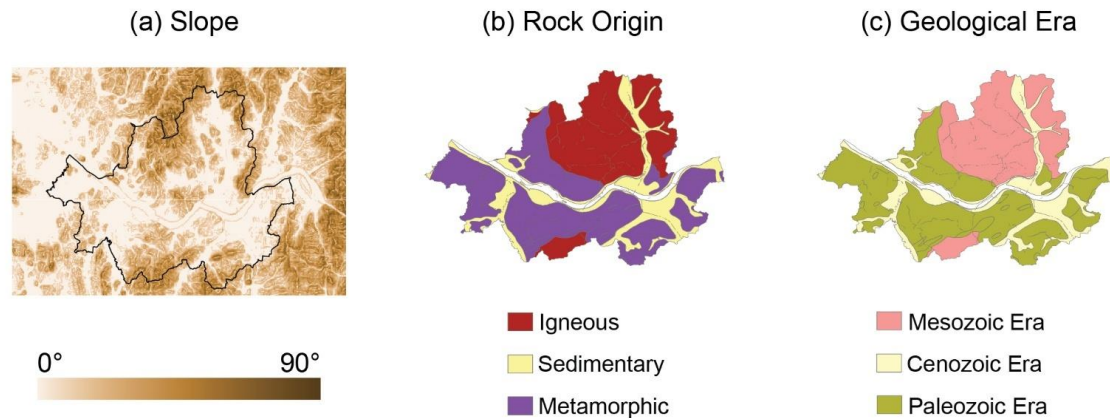 (a) Slope
(b) Rock Origin
(c) Geological Era
0°
90°
Igneous
Sedimentary
Metamorphic
Mesozoic Era
Cenozoic Era
Paleozoic Era